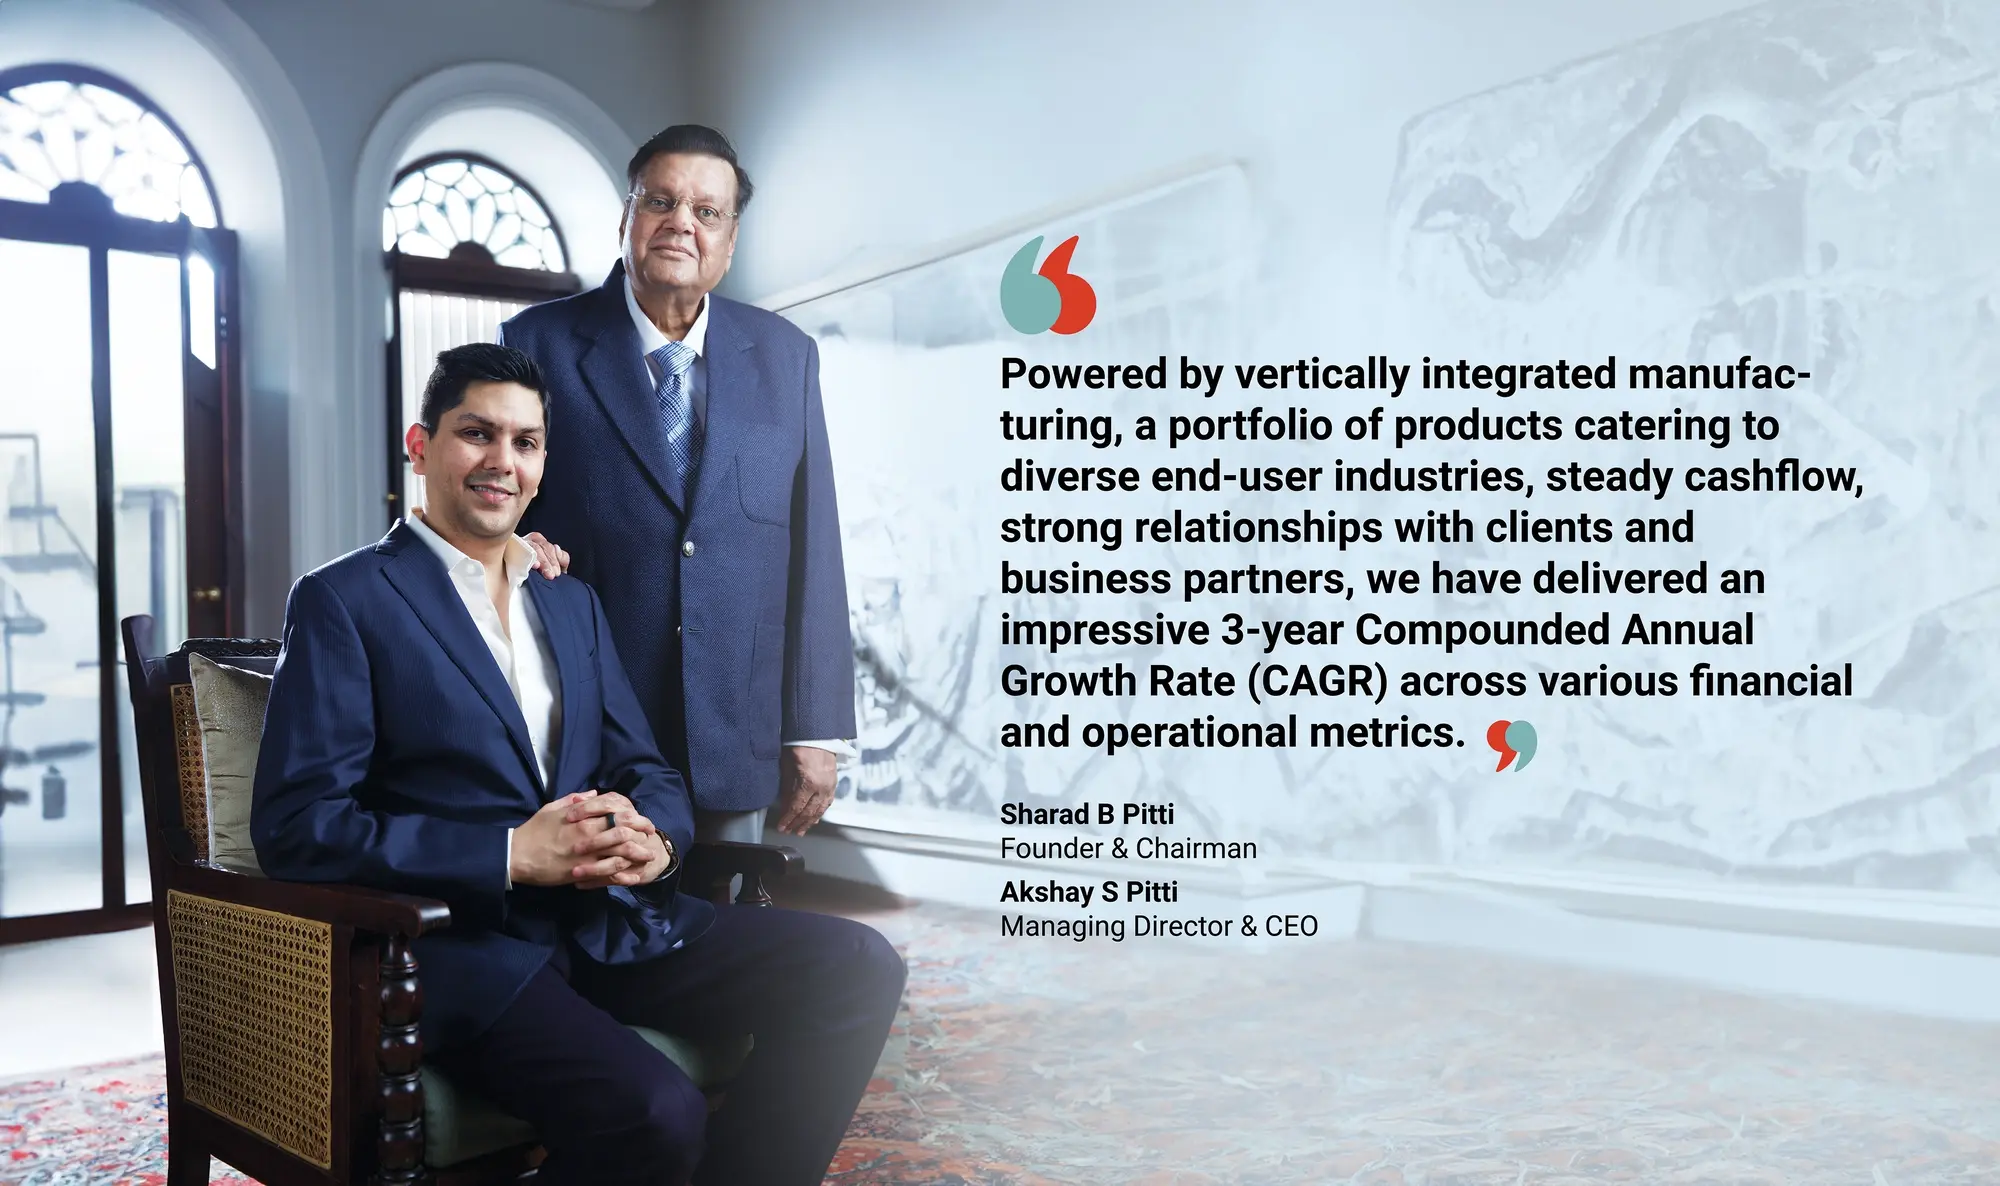 Powered by vertically integrated manufac-
turing, a portfolio of products catering to
diverse end-user industries, steady cashflow,
strong relationships with clients and
business partners, we have delivered an
impressive 3-year Compounded Annual
Growth Rate (CAGR) across various financial
and operational metrics.
Sharad B Pitti
Founder & Chairman
Akshay S Pitti
Managing Director & CEO